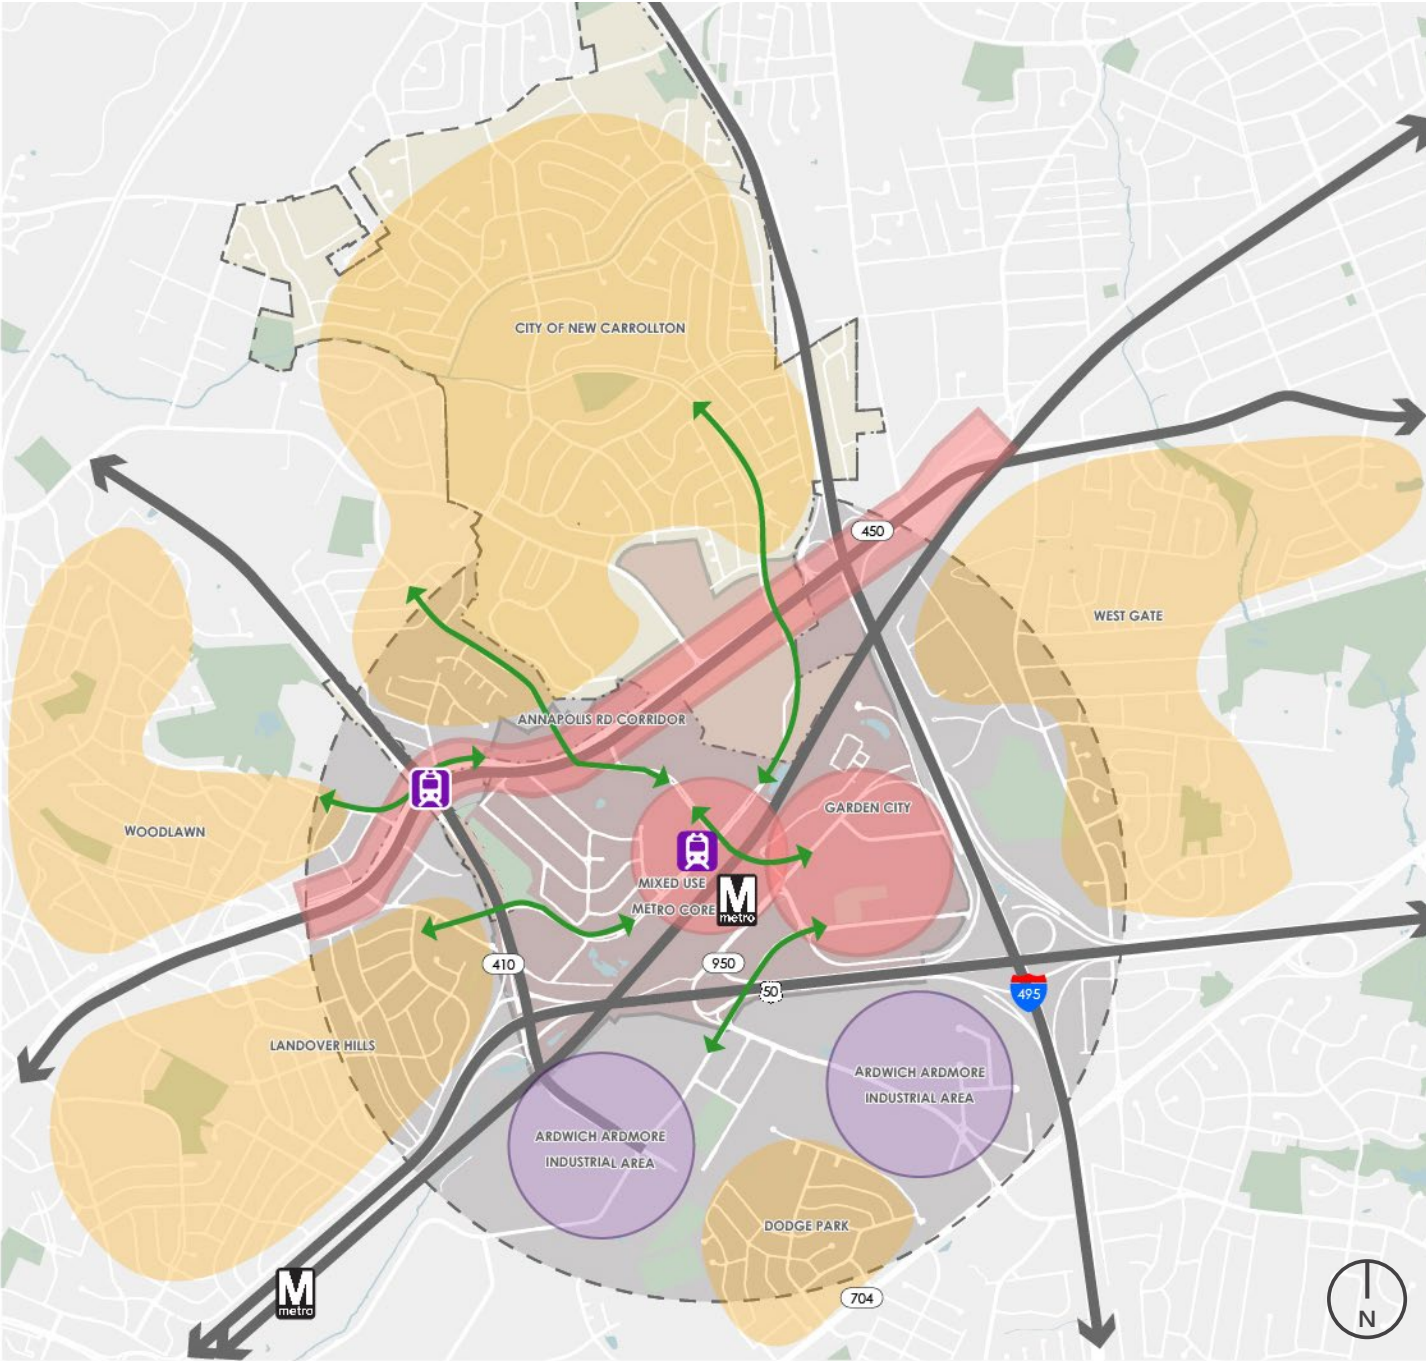 CITY OF NEW CARROLLTON
450
WEST GATE
ANNAPOLIS RD CORRIDOR
GARDEN CITY
WOODLAWN
MIXED USE
METRO CORE
M
metro
410
950
50
495
LANDOVER HILLS
ARDWICH ARDMORE
INDUSTRIAL AREA
ARDWICH ARDMORE
INDUSTRIAL AREA
DODGE PARK
M
metro
704
N